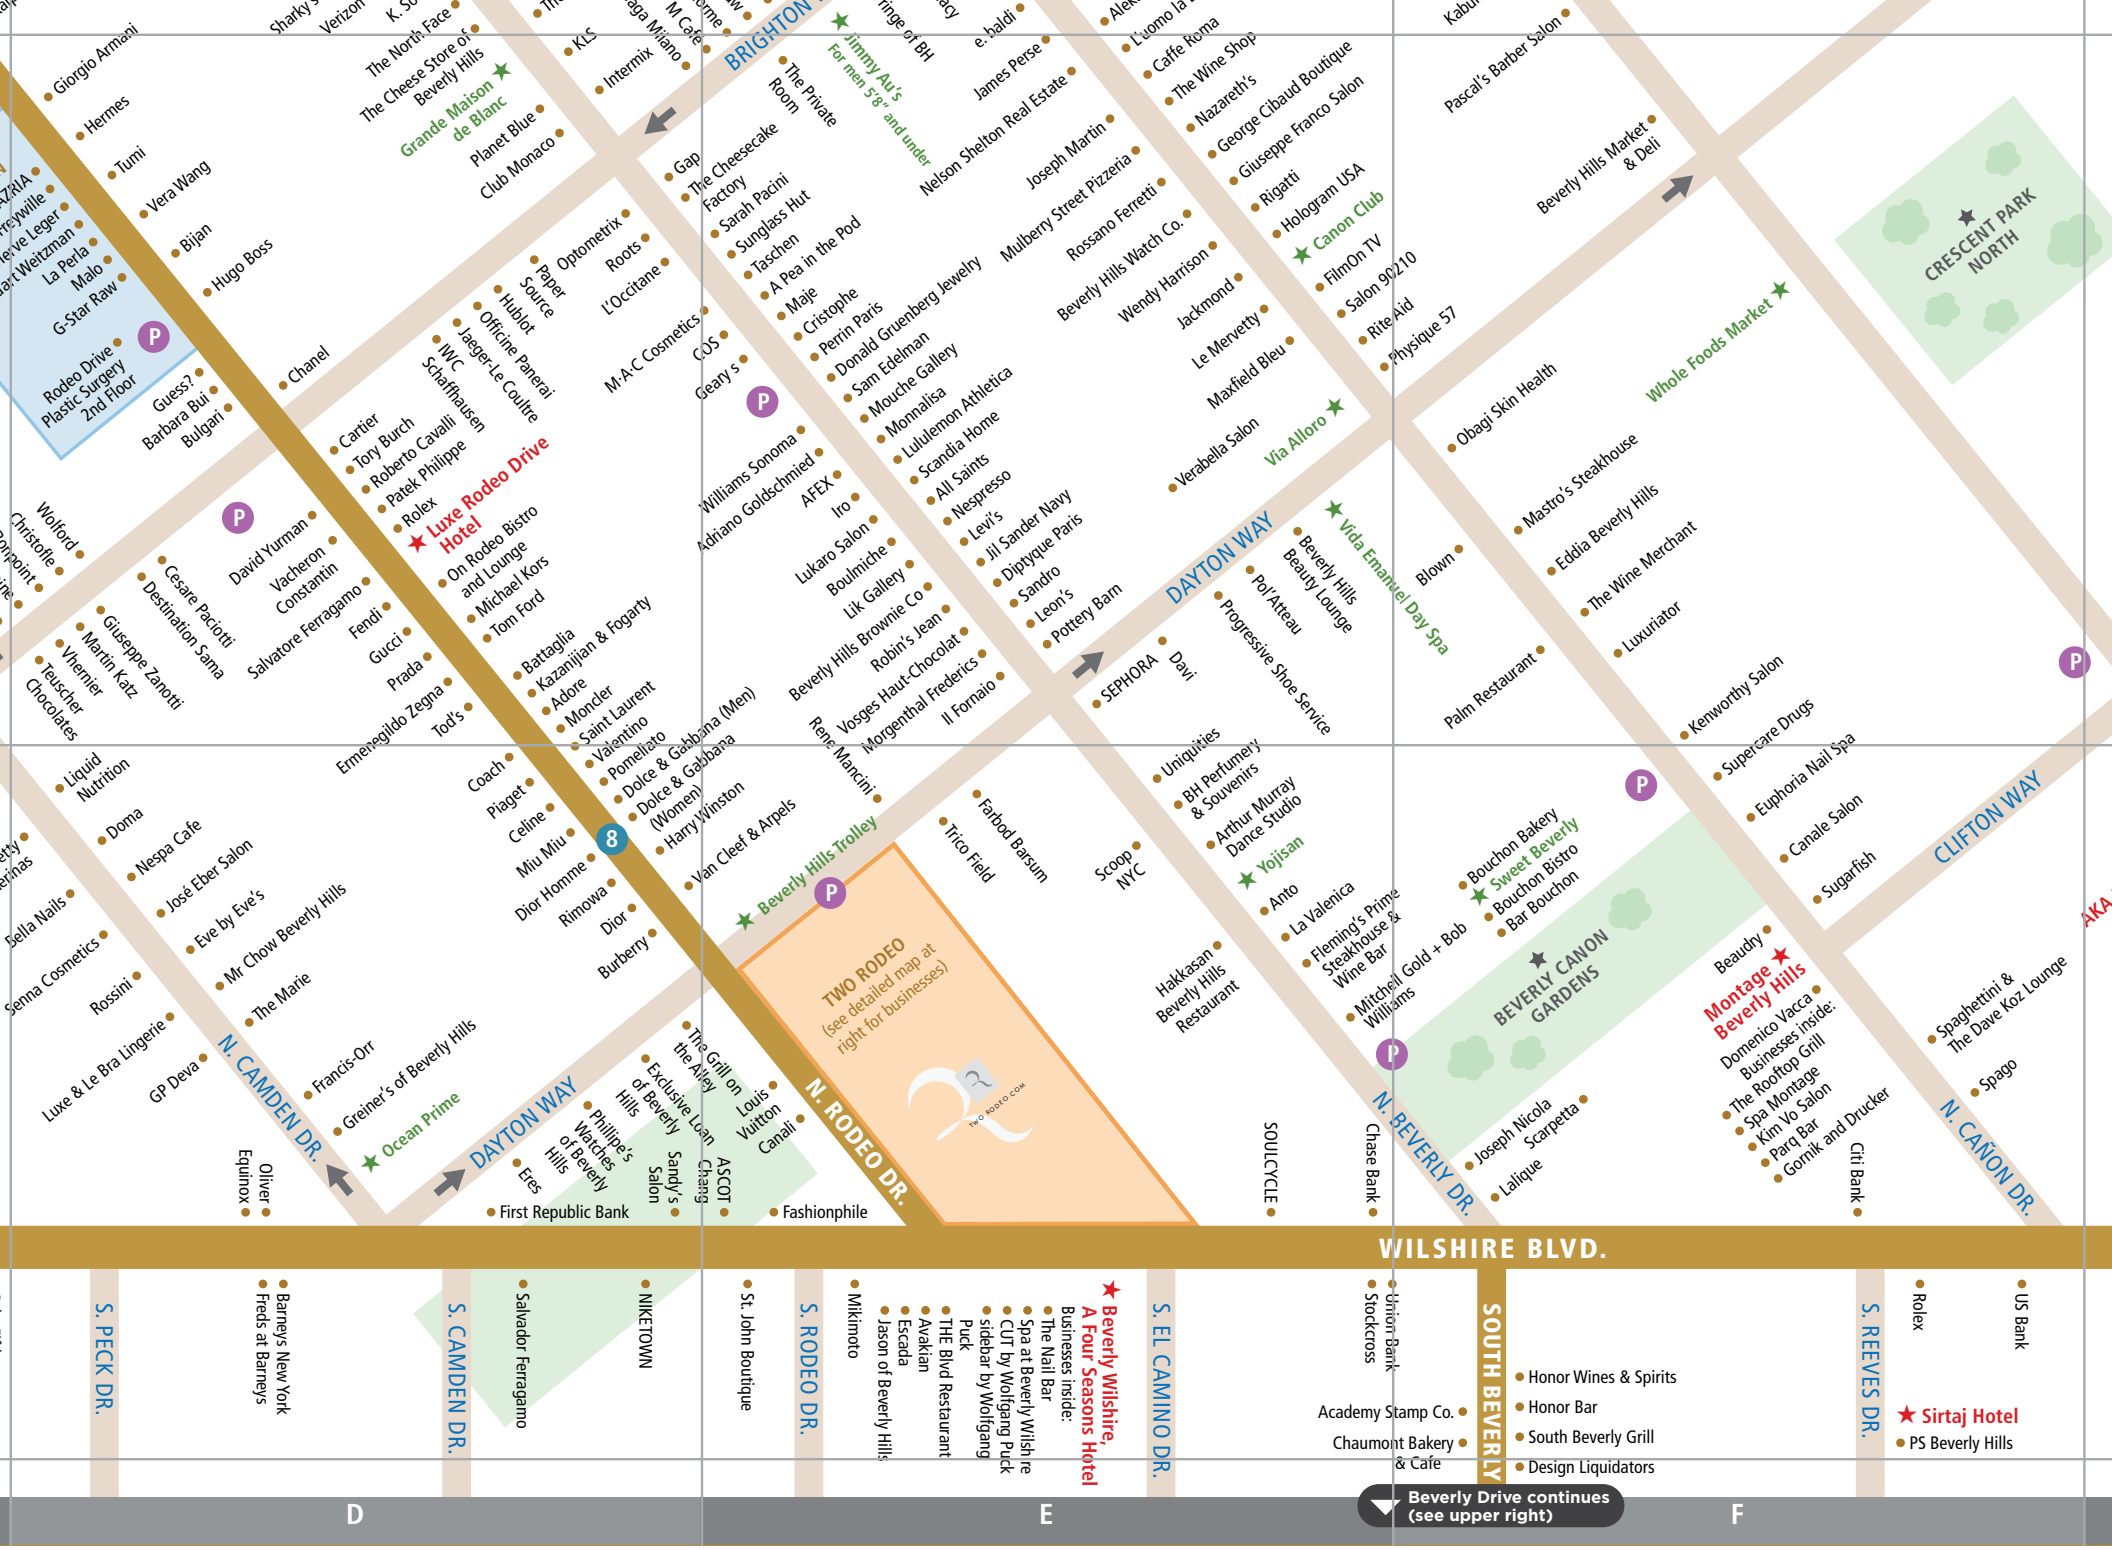 Giorgio Armani
Hermes
Tumi
Vera Wang
Bijan
Hugo Boss
Chanel
AZRIA
La Perla
Malo
G-Star Raw
Rodeo Drive
Plastic Surgery
2nd Floor
Guess?
Barbara Bui
Bulgari
P
Verizon
The North Face
The Cheese Store of
Beverly Hills
Grande Maison
de Blanc
Planet Blue
Club Monaco
KLS
Intermix
M Cafe
BRIGHTON
The Private
Room
Jimmy Au's
For men 5'8" and under
e. baldi
James Perse
Nelson Shelton Real Estate
Joseph Martin
Mulberry Street Pizzeria
Rossano Ferretti
Beverly Hills Watch Co.
Wendy Harrison
Jackmond
Le Mervetty
Maxfield Bleu
Verabella Salon
Via Alloro
Caffe Roma
The Wine Shop
Nazareth's
George Cibaud Boutique
Giuseppe Franco Salon
Rigatti
Hologram USA
Canon Club
FilmOn TV
Salon 90210
Rite Aid
Physique 57
Pascal's Barber Salon
Beverly Hills Market
& Deli
CRESCENT PARK
NORTH
Whole Foods Market
Gap
The Cheesecake
Factory
Sarah Pacini
Sunglass Hut
Taschen
A Pea in the Pod
Maje
Cristophe
Perrin Paris
Donald Gruenberg Jewelry
Sam Edelman
Mouche Gallery
Monnalisa
Lululemon Athletica
Scandia Home
All Saints
Nespresso
Levi's
Jil Sander Navy
Diptyque Paris
Sandro
Leon's
Pottery Barn
Optometrix
Roots
L'Occitane
M·A·C Cosmetics
COS
Geary s
P
Williams Sonoma
Adriano Goldschmied
AFEX
Iro
Lukaro Salon
Boulmiche
Lik Gallery
Beverly Hills Brownie Co
Robin's Jean
Vosges Haut-Chocolat
Morgenthal Frederics
Il Fornaio
Paper
Source
Hublot
Officine Panerai
Jaeger-Le Coultre
IWC
Schaffhausen
Cartier
Tory Burch
Roberto Cavalli
Patek Philippe
Rolex
Luxe Rodeo Drive
Hotel
On Rodeo Bistro
and Lounge
Michael Kors
Tom Ford
Battaglia
Kazanjian & Fogarty
Adore
Moncler
Saint Laurent
Valentino
Pomellato
Dolce & Gabbana (Men)
Dolce & Gabbana
(Women)
Harry Winston
Van Cleef & Arpels
Rene Mancini
Beverly Hills Trolley
P
P
Wolford
Christofle
Bonpoint
David Yurman
Vacheron
Constantin
Salvatore Ferragamo
Fendi
Gucci
Prada
Ermenegildo Zegna
Tod's
Coach
Piaget
Celine
Miu Miu
8
Dior Homme
Rimowa
Dior
Burberry
Cesare Paciotti
Destination Sama
Giuseppe Zanotti
Martin Katz
Vhernier
Teuscher
Chocolates
Liquid
Nutrition
Doma
Nespa Cafe
José Eber Salon
Eve by Eve's
Mr Chow Beverly Hills
The Marie
Francis-Orr
Greiner's of Beverly Hills
Ocean Prime
Bella Nails
Senna Cosmetics
Rossini
Luxe & Le Bra Lingerie
GP Deva
N. CAMDEN DR.
DAYTON WAY
Equinox
Oliver
The Grill on
the Alley
Exclusive Loan
of Beverly
Hills
Phillipe's
Watches
of Beverly
Hills
Eres
Louis
Vuitton
Canali
Sandy's
Salon
ASCOT
Chang
First Republic Bank
Fashionphile
N. RODEO DR.
TWO RODEO
(see detailed map at
right for businesses)
TWO RODEO.COM
Trico Field
Farbod Barsum
DAYTON WAY
SEPHORA
Davi
Progressive Shoe Service
Pol'Atteau
Beverly Hills
Beauty Lounge
Vida Emanuel Day Spa
Uniquities
BH Perfumery
& Souvenirs
Arthur Murray
Dance Studio
Yojisan
Anto
La Valenica
Fleming's Prime
Steakhouse &
Wine Bar
Mitchell Gold + Bob
Williams
P
Scoop
NYC
Hakkasan
Beverly Hills
Restaurant
Obagi Skin Health
Mastro's Steakhouse
Eddia Beverly Hills
The Wine Merchant
Luxuriator
Blown
Palm Restaurant
Kenworthy Salon
Supercare Drugs
Euphoria Nail Spa
Canale Salon
Sugarfish
P
P
CLIFTON WAY
AKA
Bouchon Bakery
Sweet Beverly
Bouchon Bistro
Bar Bouchon
BEVERLY CANON
GARDENS
Beaudry
Montage
Beverly Hills
Domenico Vacca
Businesses inside:
The Rooftop Grill
Spa Montage
Kim Vo Salon
Parq Bar
Gornik and Drucker
Spaghettini &
The Dave Koz Lounge
Spago
N. CAÑON DR.
N. BEVERLY DR.
Joseph Nicola
Scarpetta
Lalique
SOULCYCLE
Chase Bank
Citi Bank
WILSHIRE BLVD.
S. PECK DR.
Freds at Barneys
Barneys New York
S. CAMDEN DR.
Salvador Ferragamo
NIKETOWN
St. John Boutique
S. RODEO DR.
Mikimoto
Jason of Beverly Hills
Escada
Avakian
THE Blvd Restaurant
sidebar by Wolfgang
Puck
CUT by Wolfgang Puck
Spa at Beverly Wilshire
The Nail Bar
Businesses inside:
Beverly Wilshire,
A Four Seasons Hotel
S. EL CAMINO DR.
Stockcross
Union Bank
SOUTH BEVERLY
Academy Stamp Co.
Chaumont Bakery
& Cafe
Honor Wines & Spirits
Honor Bar
South Beverly Grill
Design Liquidators
S. REEVES DR.
Rolex
US Bank
Sirtaj Hotel
PS Beverly Hills
D
E
F
Beverly Drive continues
(see upper right)